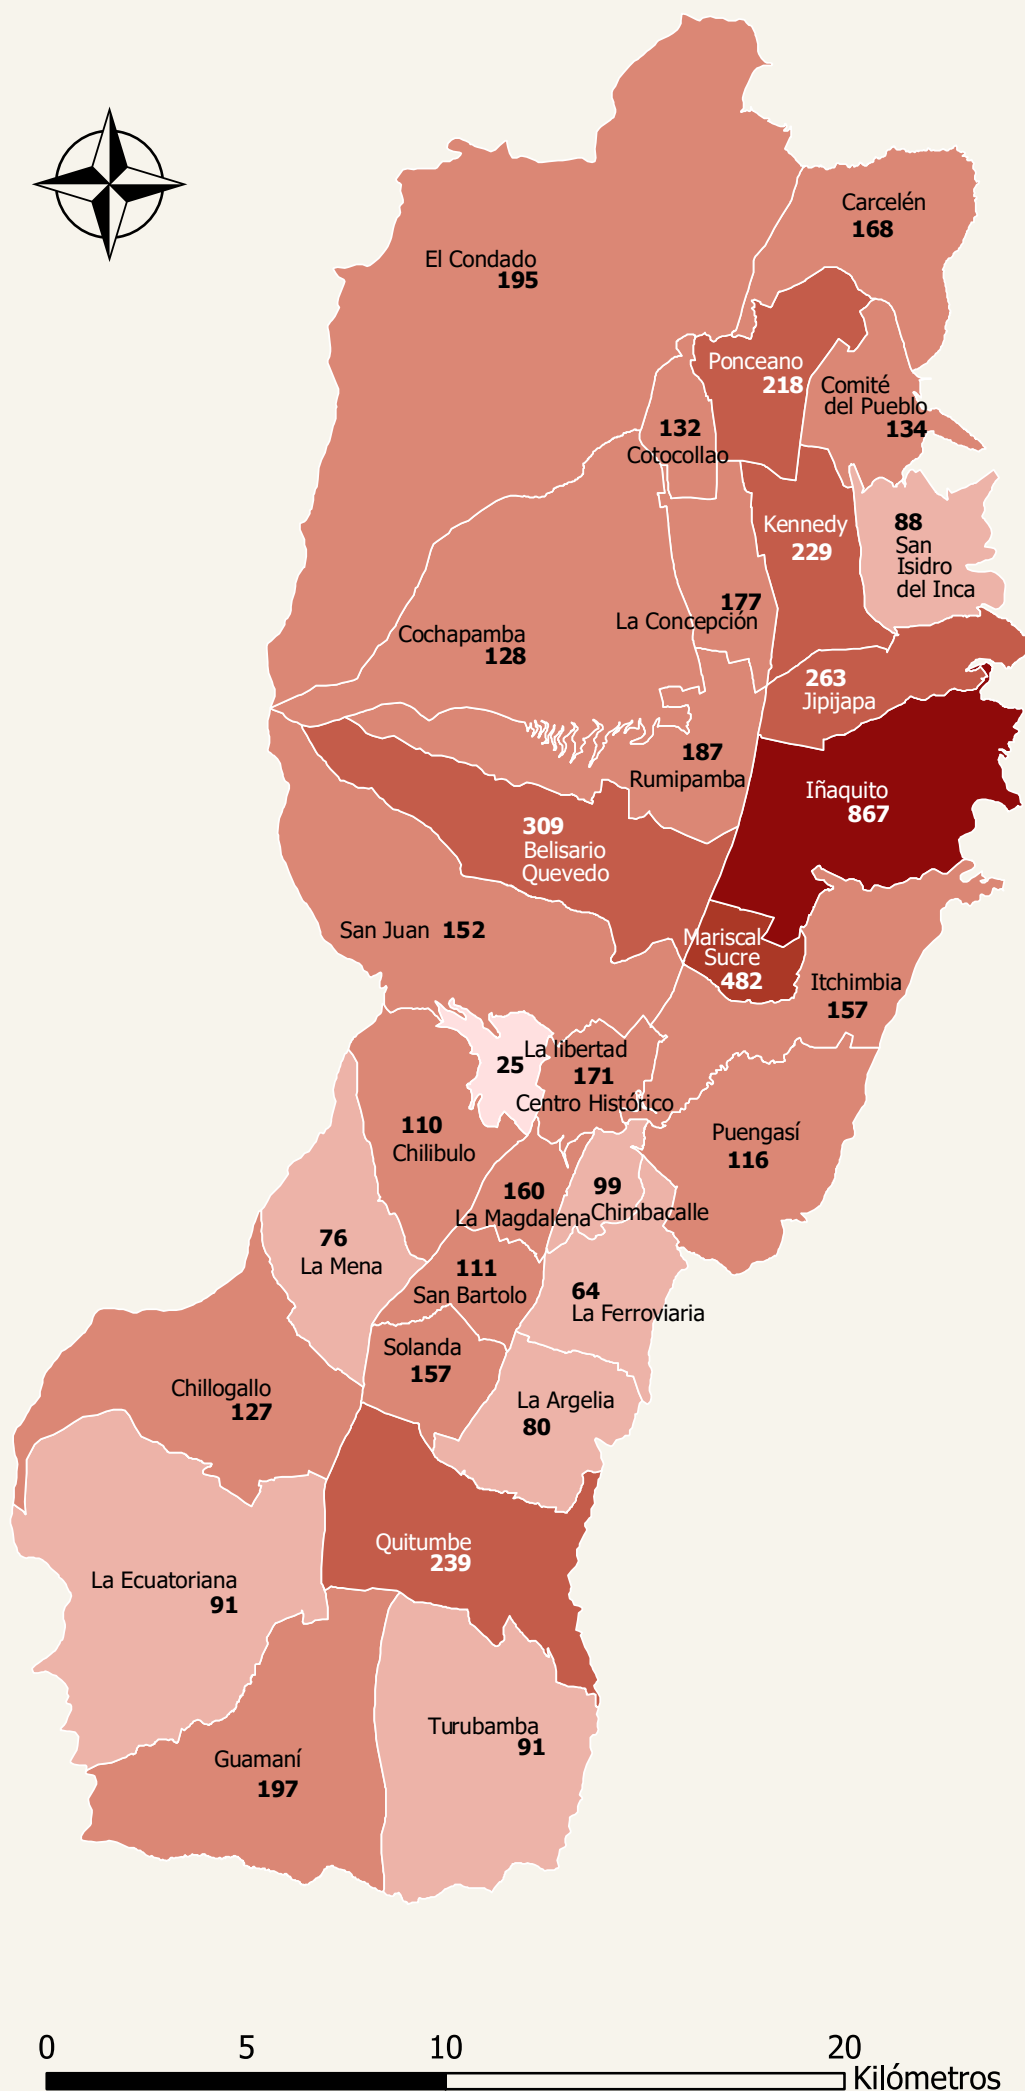 Carcelén
168
El Condado
195
Ponceano
218
Comité
del Pueblo
134
132
Cotocollao
Kennedy
229
88
San
Isidro
del Inca
177
La Concepción
Cochapamba
128
263
Jipijapa
187
Rumipamba
Iñaquito
867
309
Belisario
Quevedo
San Juan 152
Mariscal
Sucre
482
Itchimbia
157
La libertad
25
171
Centro Histórico
110
Chilibulo
Puengasí
116
160
La Magdalena
99
Chimbacalle
76
La Mena
111
San Bartolo
64
La Ferroviaria
Solanda
157
Chillogallo
127
La Argelia
80
Quitumbe
239
La Ecuatoriana
91
Turubamba
91
Guamaní
197
0 5 10 20
Kilómetros